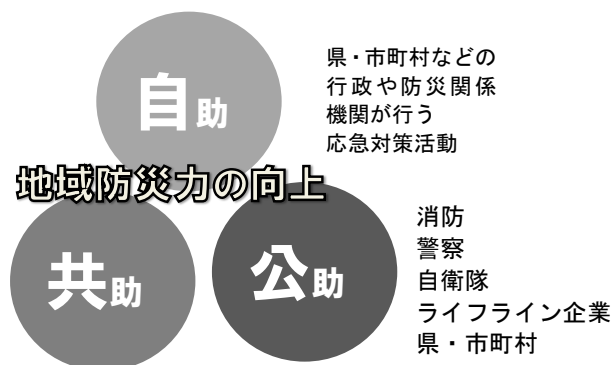 自助
県・市町村などの
行政や防災関係
機関が行う
応急対策活動
地域防災力の向上
共助
公助
消防
警察
自衛隊
ライフライン企業
県・市町村